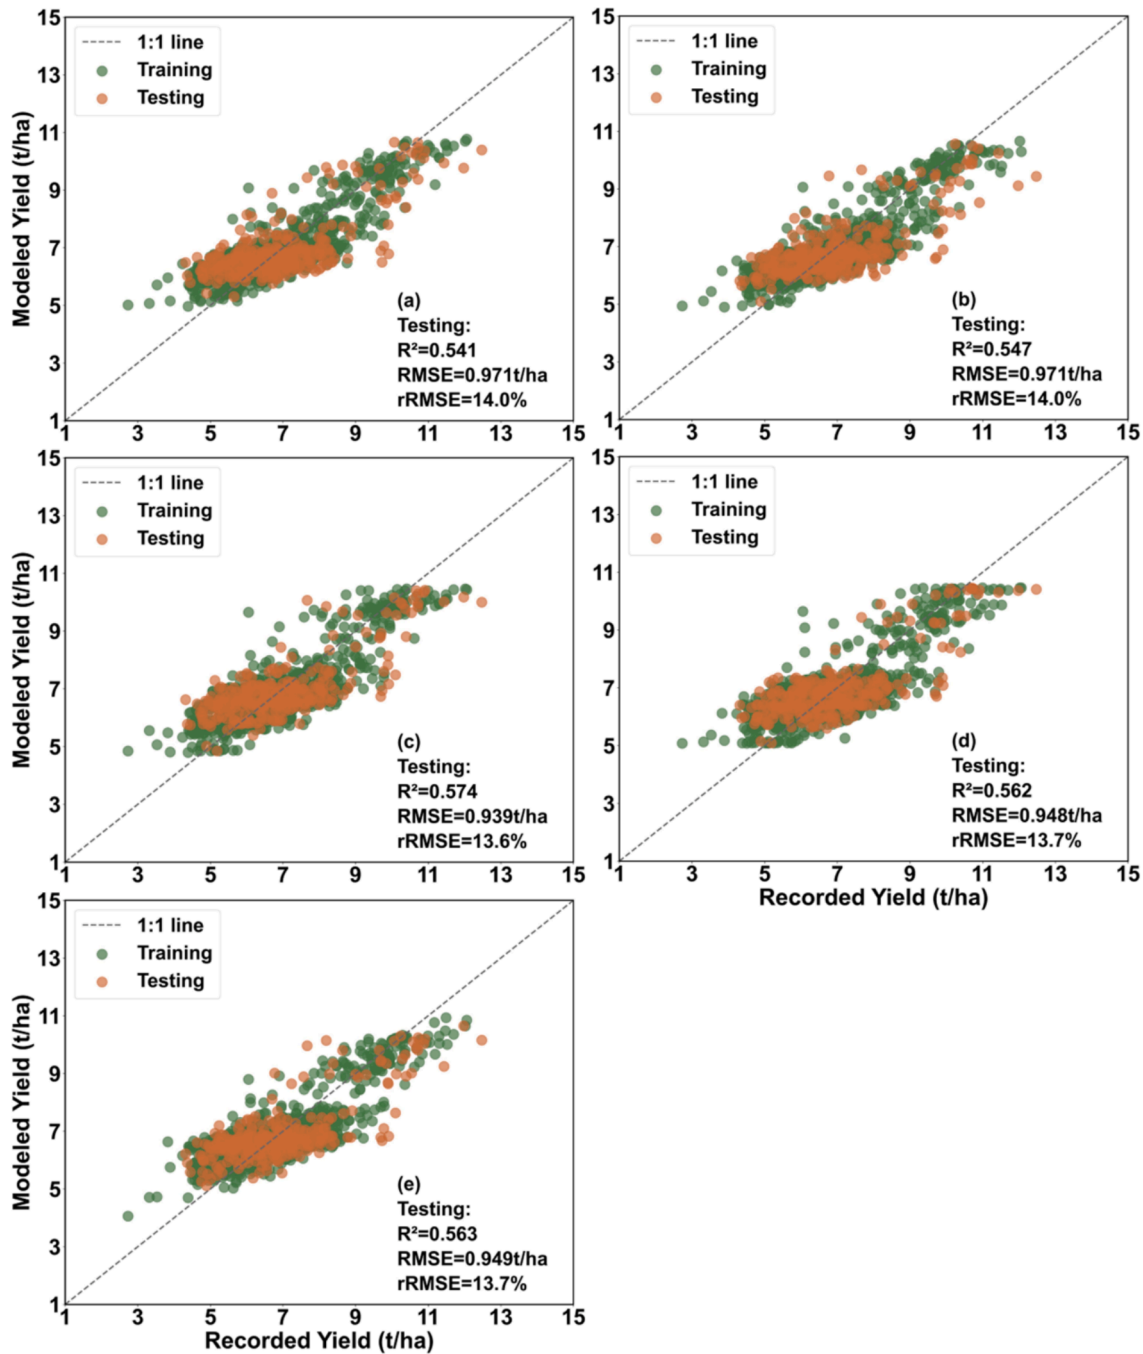 15
13
11
9
7
5
3
1
Modeled Yield (t/ha)
1:1 line
Training
Testing
(a)
Testing:
R²=0.541
RMSE=0.971t/ha
rRMSE=14.0%
1 3 5 7 9 11 13 15
15
13
11
9
7
5
3
1
1:1 line
Training
Testing
(b)
Testing:
R²=0.547
RMSE=0.971t/ha
rRMSE=14.0%
1 3 5 7 9 11 13 15
15
13
11
9
7
5
3
1
Modeled Yield (t/ha)
1:1 line
Training
Testing
(c)
Testing:
R²=0.574
RMSE=0.939t/ha
rRMSE=13.6%
1 3 5 7 9 11 13 15
15
13
11
9
7
5
3
1
1:1 line
Training
Testing
(d)
Testing:
R²=0.562
RMSE=0.948t/ha
rRMSE=13.7%
1 3 5 7 9 11 13 15
Recorded Yield (t/ha)
15
13
11
9
7
5
3
1
Modeled Yield (t/ha)
1:1 line
Training
Testing
(e)
Testing:
R²=0.563
RMSE=0.949t/ha
rRMSE=13.7%
1 3 5 7 9 11 13 15
Recorded Yield (t/ha)